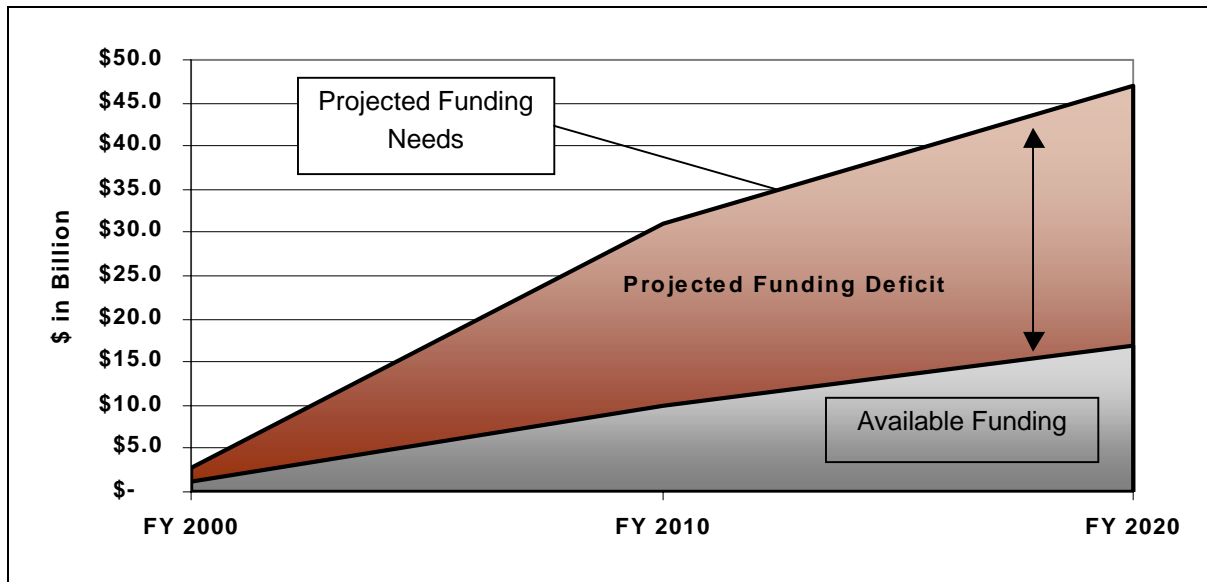 $50.0
$45.0
$40.0
$35.0
$30.0
$25.0
$20.0
$15.0
$10.0
$5.0
$-
$ in Billion
Projected Funding
Needs
Projected Funding Deficit
Available Funding
FY 2000
FY 2010
FY 2020